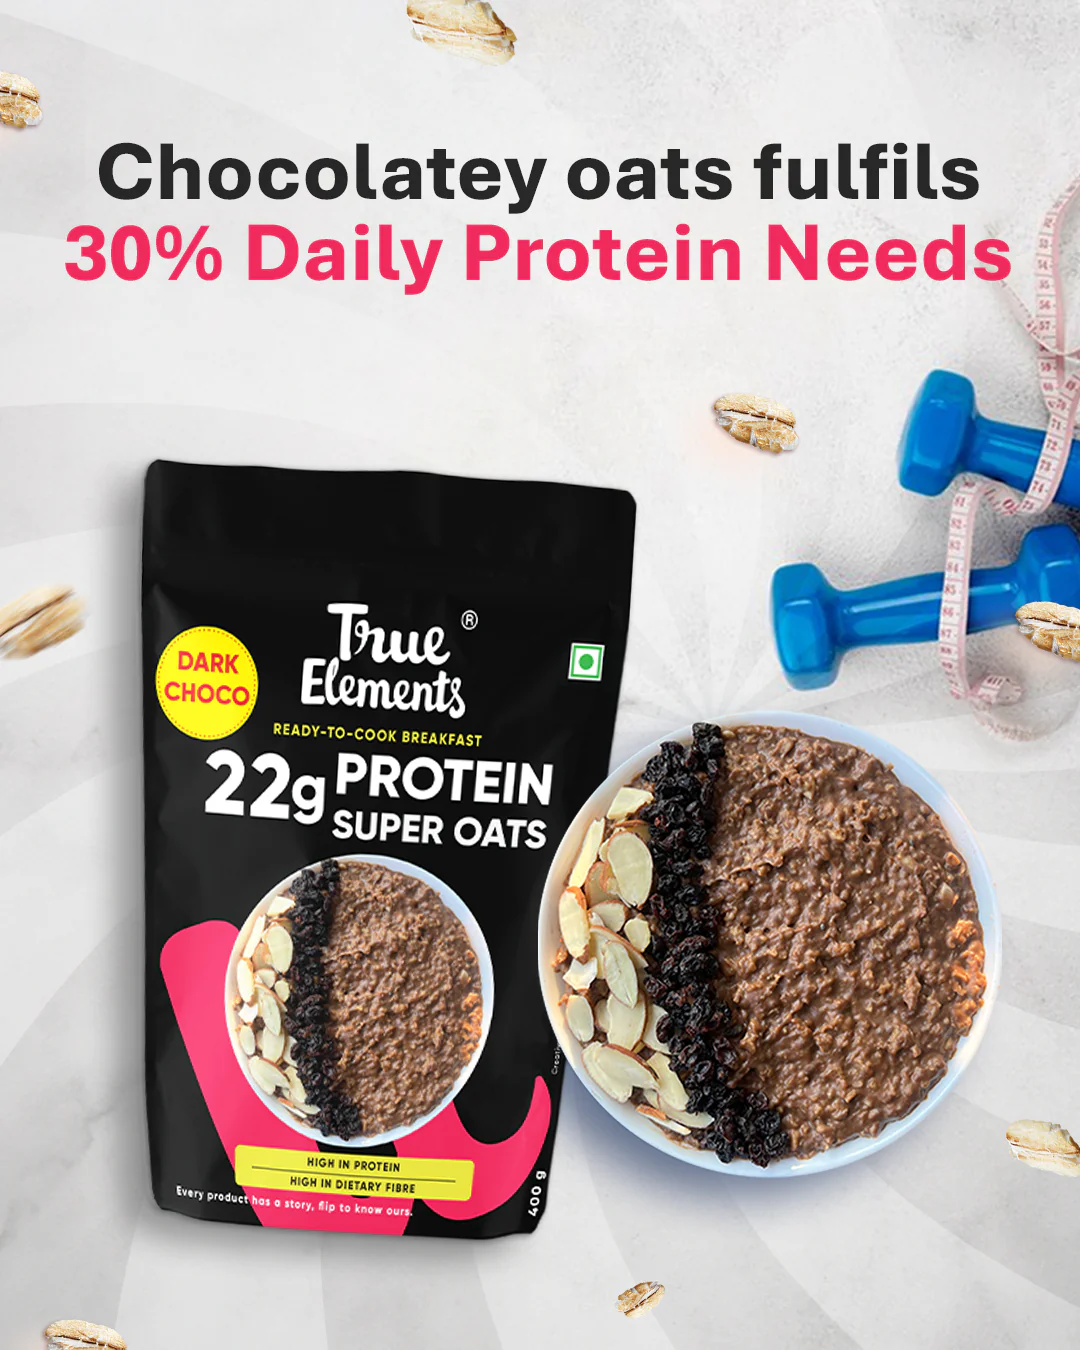 Chocolatey oats fulfils
30% Daily Protein Needs
True ®
Elements
DARK
CHOCO
READY-TO-COOK BREAKFAST
22g PROTEIN
SUPER OATS
HIGH IN PROTEIN
HIGH IN DIETARY FIBRE
Every product has a story, flip to know ours.
400 g